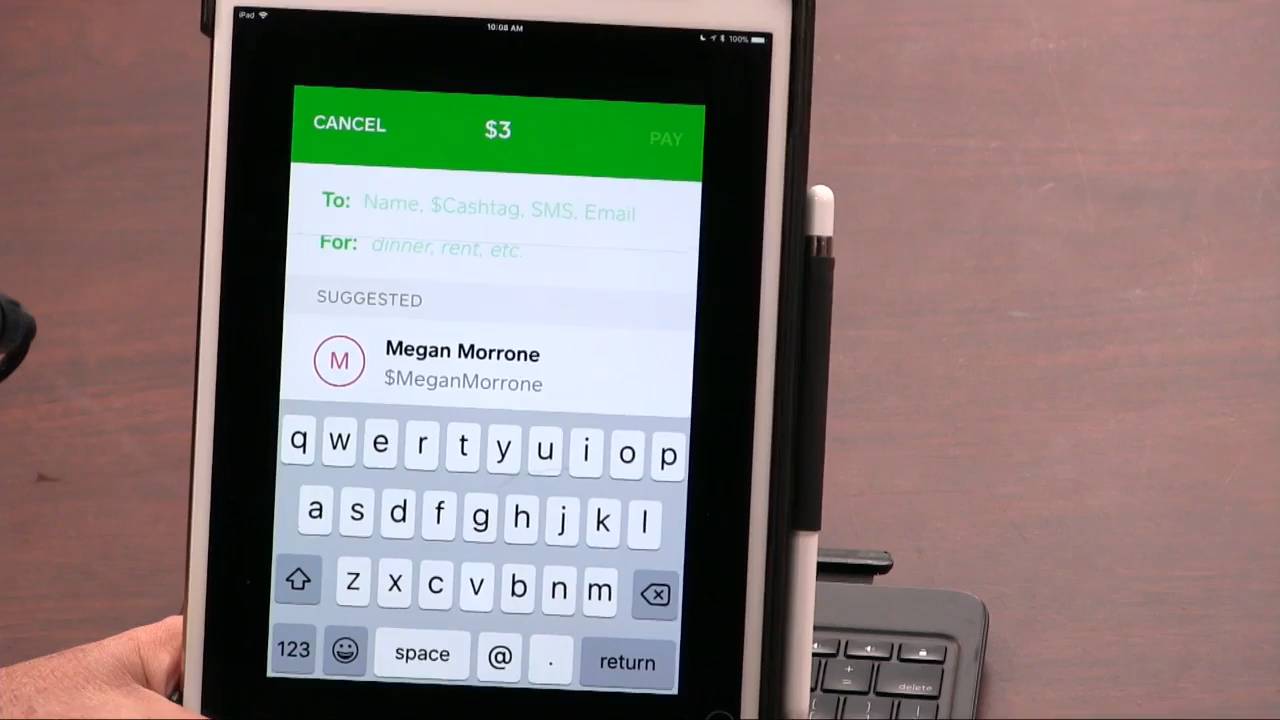 iPad
10:08 AM
100%
CANCEL $3 PAY
To: Name, $Cashtag, SMS, Email
For: dinner, rent, etc.
SUGGESTED
M
Megan Morrone
$MeganMorrone
q w e r t y u i o p
a s d f g h j k l
z x c v b n m
123 space @ . return
delete